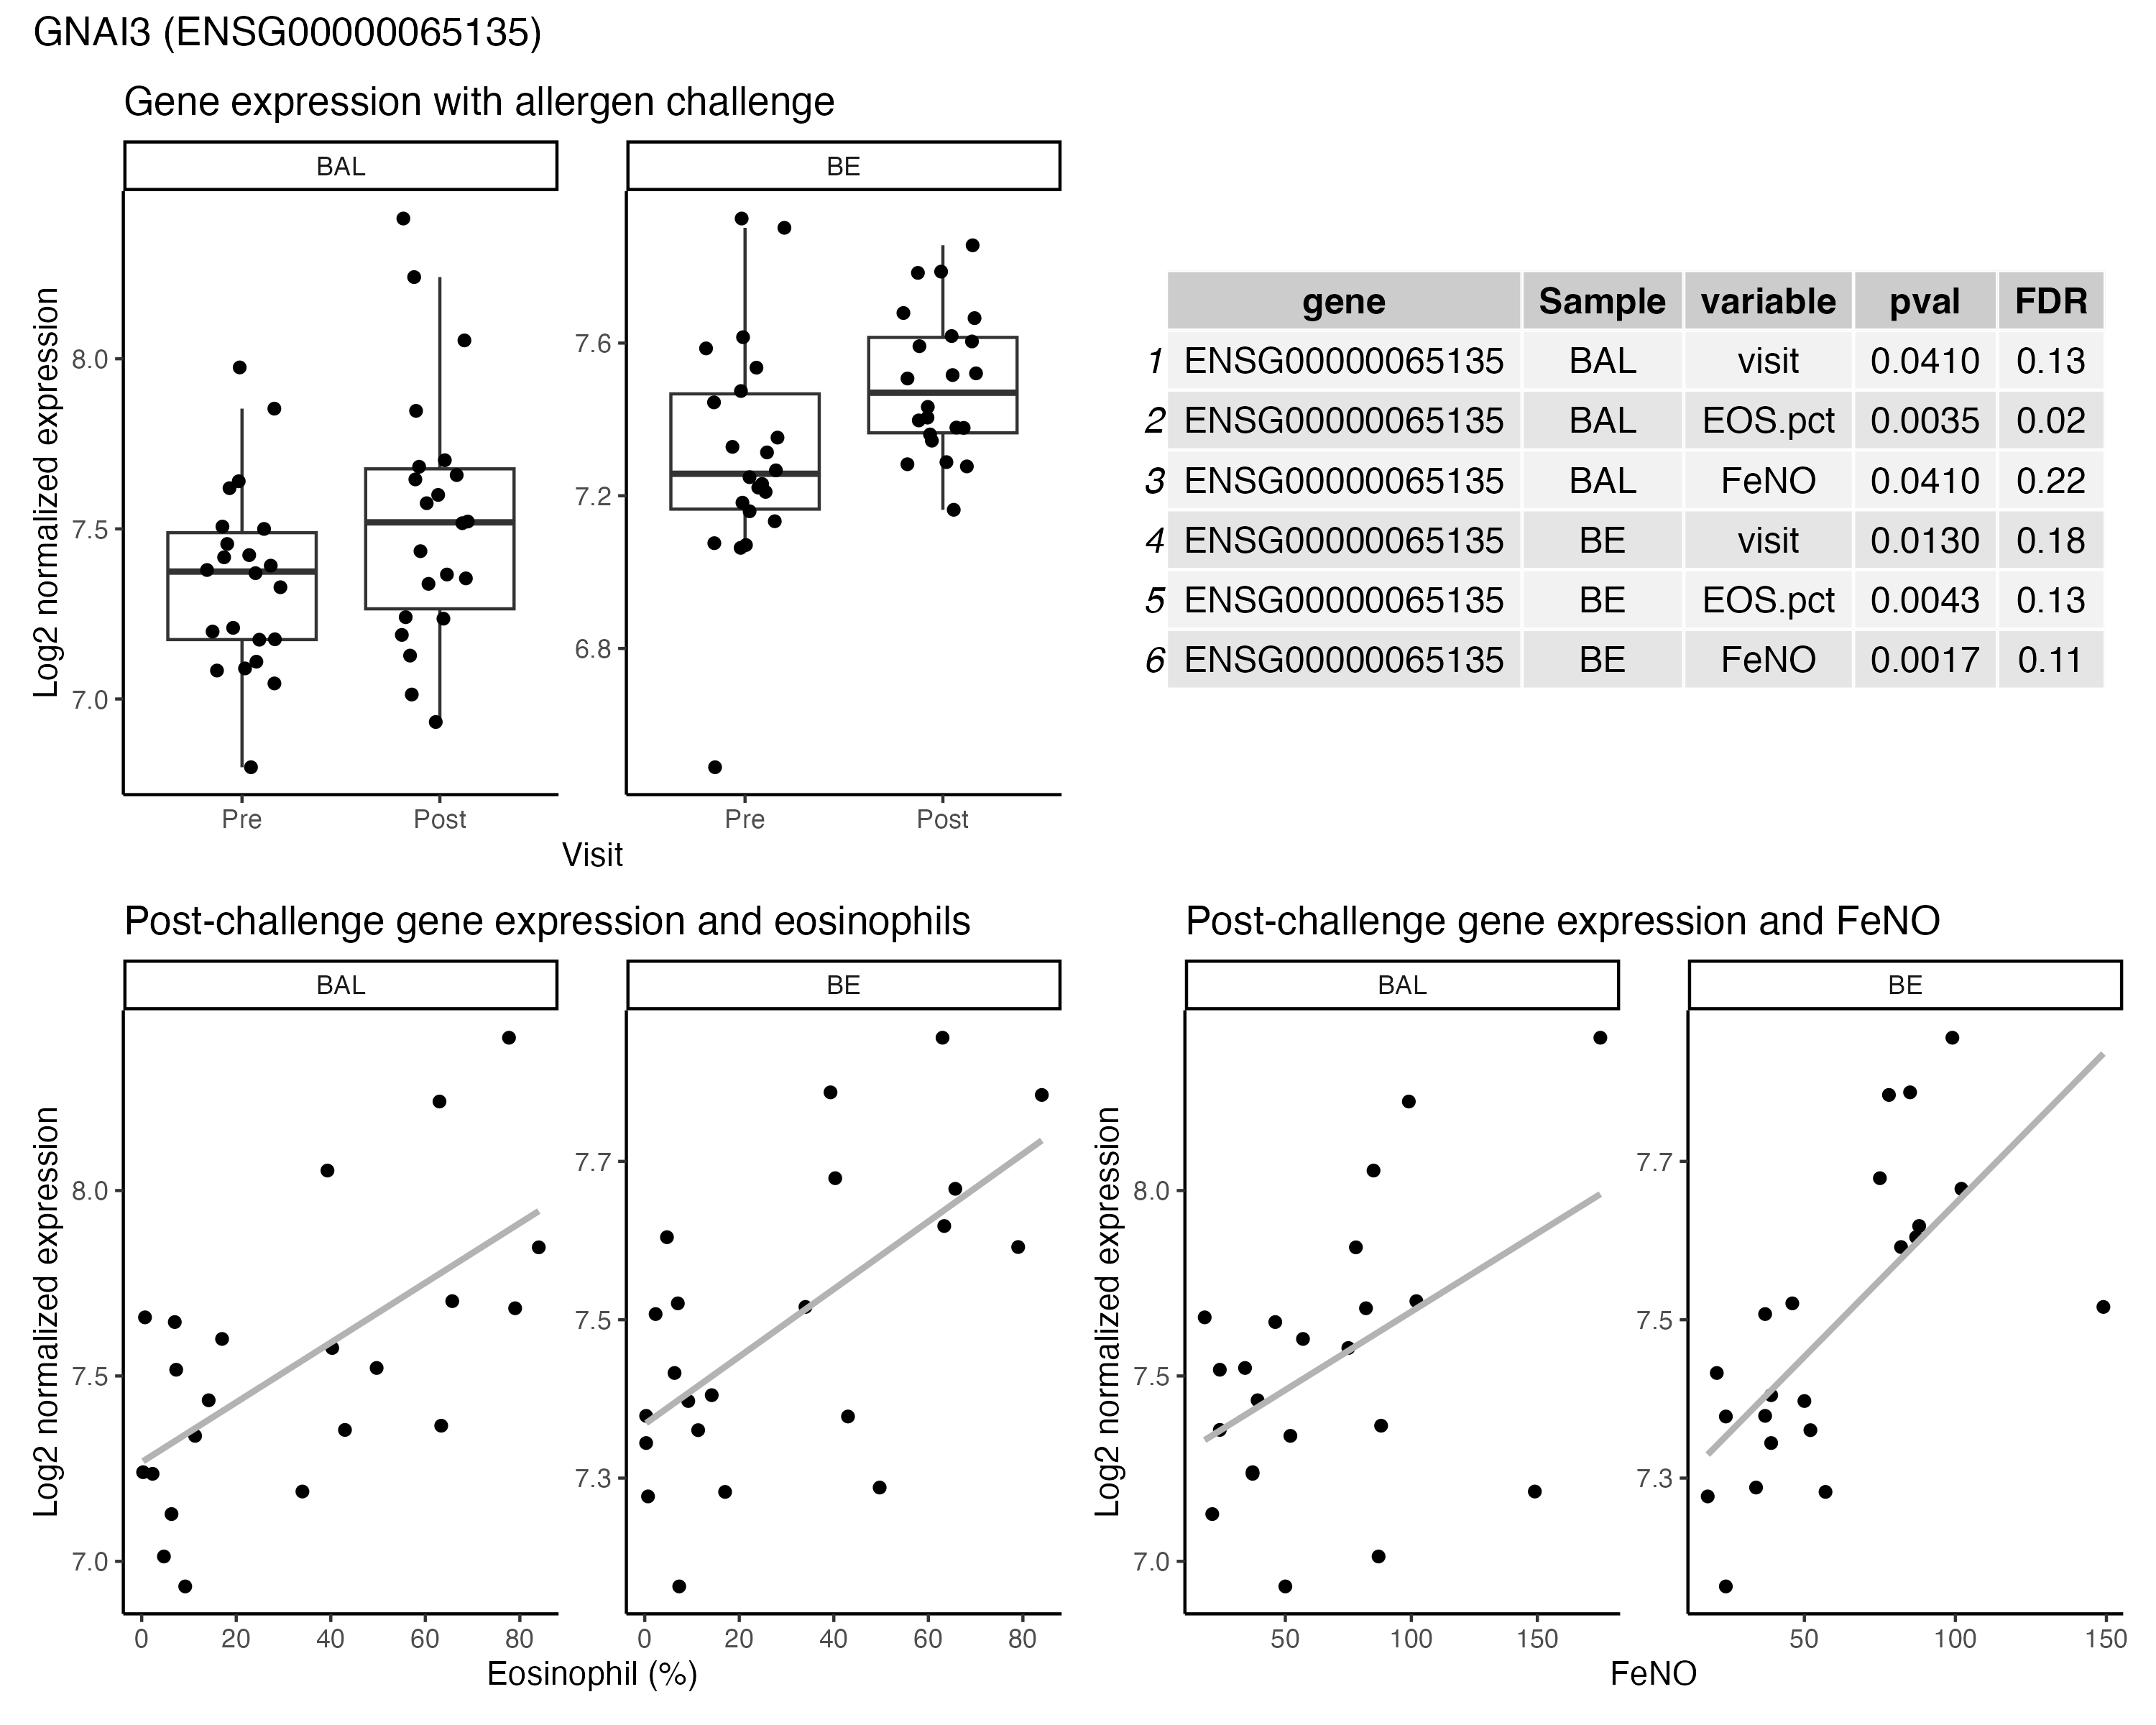 GNAI3 (ENSG00000065135)
Gene expression with allergen challenge
BAL
BE
Log2 normalized expression
8.0
7.5
7.0
7.6
7.2
6.8
Pre
Post
Pre
Post
Visit
gene Sample variable pval FDR
1 ENSG00000065135 BAL visit 0.0410 0.13
2 ENSG00000065135 BAL EOS.pct 0.0035 0.02
3 ENSG00000065135 BAL FeNO 0.0410 0.22
4 ENSG00000065135 BE visit 0.0130 0.18
5 ENSG00000065135 BE EOS.pct 0.0043 0.13
6 ENSG00000065135 BE FeNO 0.0017 0.11
Post-challenge gene expression and eosinophils
BAL
BE
Log2 normalized expression
8.0
7.5
7.0
7.7
7.5
7.3
0 20 40 60 80
0 20 40 60 80
Eosinophil (%)
Post-challenge gene expression and FeNO
BAL
BE
Log2 normalized expression
8.0
7.5
7.0
7.7
7.5
7.3
50 100 150
50 100 150
FeNO